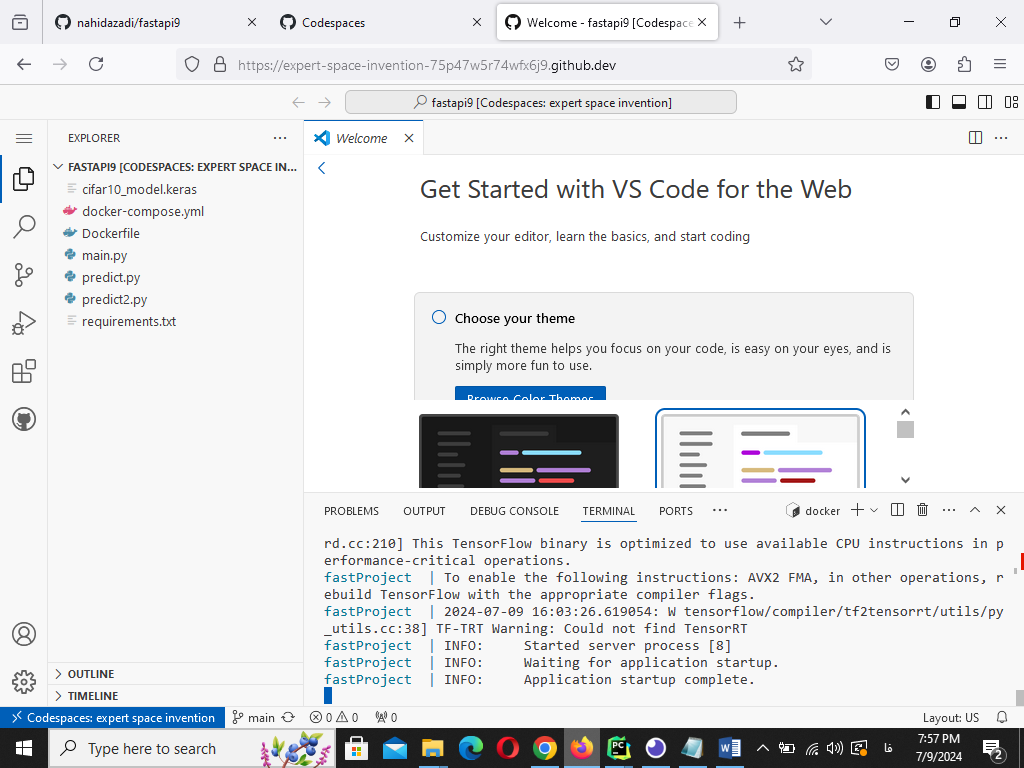 nahidazadi/fastapi9
Codespaces
Welcome - fastapi9 [Codespace
https://expert-space-invention-75p47w5r74wfx6j9.github.dev
fastapi9 [Codespaces: expert space invention]
EXPLORER
Welcome
FASTAPI9 [CODESPACES: EXPERT SPACE IN...
cifar10_model.keras
docker-compose.yml
Dockerfile
main.py
predict.py
predict2.py
requirements.txt
OUTLINE
TIMELINE
Get Started with VS Code for the Web
Customize your editor, learn the basics, and start coding
Choose your theme
The right theme helps you focus on your code, is easy on your eyes, and is
simply more fun to use.
Browse Color Themes
PROBLEMS OUTPUT DEBUG CONSOLE TERMINAL PORTS
docker
rd.cc:210] This TensorFlow binary is optimized to use available CPU instructions in p
erformance-critical operations.
fastProject | To enable the following instructions: AVX2 FMA, in other operations, r
ebuild TensorFlow with the appropriate compiler flags.
fastProject | 2024-07-09 16:03:26.619054: W tensorflow/compiler/tf2tensorrt/utils/py
_utils.cc:38] TF-TRT Warning: Could not find TensorRT
fastProject | INFO: Started server process [8]
fastProject | INFO: Waiting for application startup.
fastProject | INFO: Application startup complete.
Codespaces: expert space invention
main
0 0
0
Layout: US
Type here to search
PC
W
فا
7:57 PM
7/9/2024
2